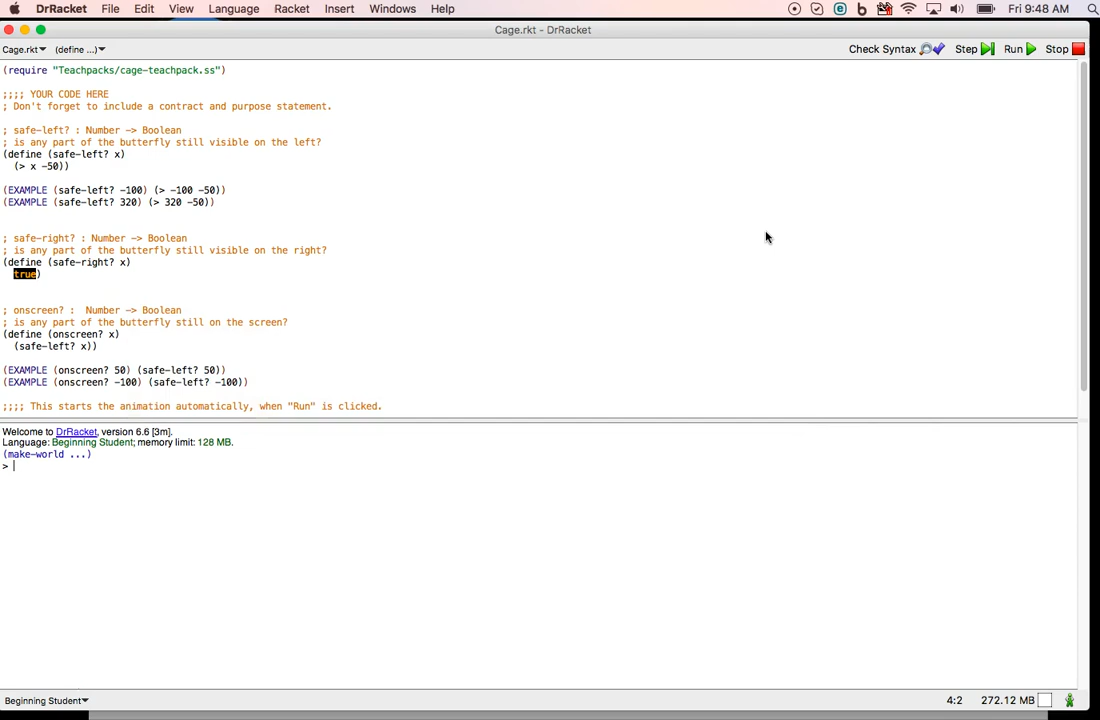 DrRacket File Edit View Language Racket Insert Windows Help Fri 9:48 AM
Cage.rkt - DrRacket
Cage.rkt (define ...) Check Syntax Step Run Stop
(require "Teachpacks/cage-teachpack.ss")
;;;; YOUR CODE HERE
; Don't forget to include a contract and purpose statement.
; safe-left? : Number -> Boolean
; is any part of the butterfly still visible on the left?
(define (safe-left? x)
(> x -50))
(EXAMPLE (safe-left? -100) (> -100 -50))
(EXAMPLE (safe-left? 320) (> 320 -50))
; safe-right? : Number -> Boolean
; is any part of the butterfly still visible on the right?
(define (safe-right? x)
true)
; onscreen? :  Number -> Boolean
; is any part of the butterfly still on the screen?
(define (onscreen? x)
(safe-left? x))
(EXAMPLE (onscreen? 50) (safe-left? 50))
(EXAMPLE (onscreen? -100) (safe-left? -100))
;;;; This starts the animation automatically, when "Run" is clicked.
Welcome to DrRacket, version 6.6 [3m].
Language: Beginning Student; memory limit: 128 MB.
(make-world ...)
>
Beginning Student 4:2 272.12 MB